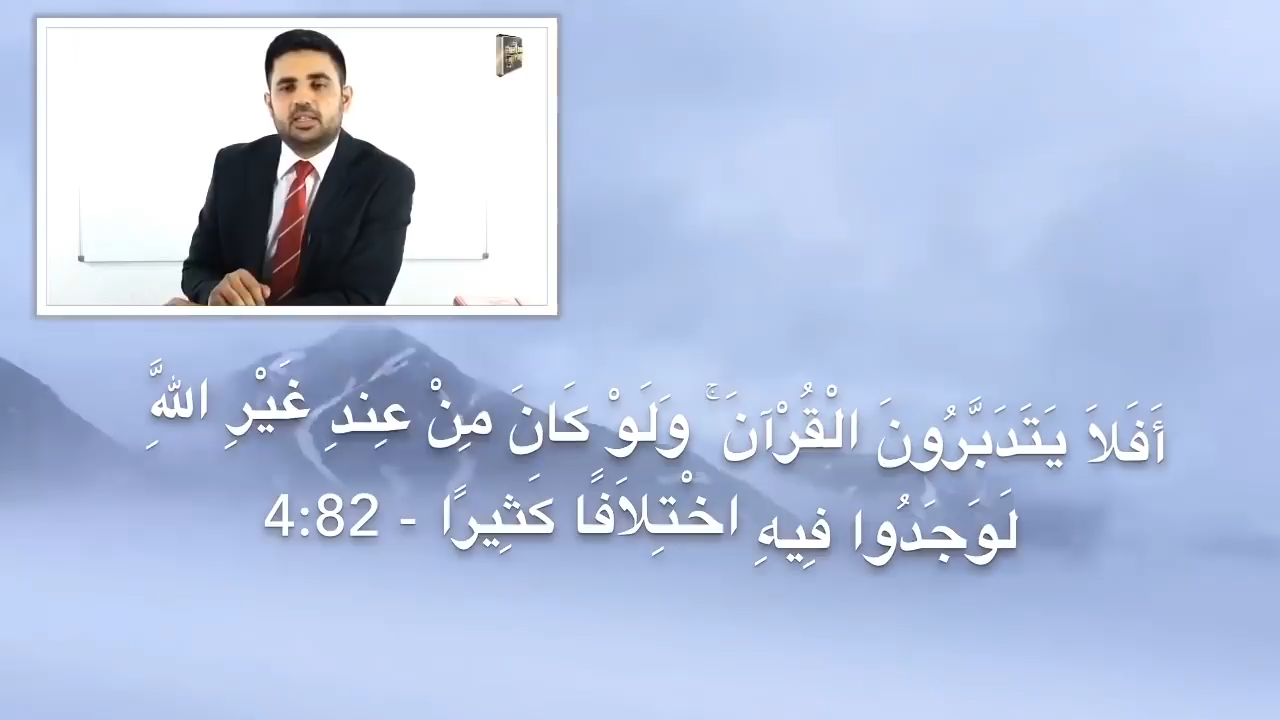 أَفَلاَ يَتَدَبَّرُونَ الْقُرْآنَ ۚ وَلَوْ كَانَ مِنْ عِندِ غَيْرِ اللَّهِ
لَوَجَدُوا فِيهِ اخْتِلاَفًا كَثِيرًا - 4:82